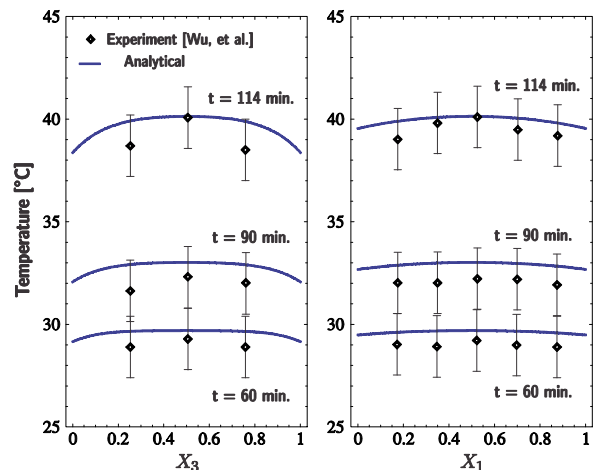 45
45
Experiment [Wu, et al.]
Analytical
t = 114 min.
t = 114 min.
40
40
Temperature [°C]
35
35
t = 90 min.
t = 90 min.
30
30
t = 60 min.
t = 60 min.
25
25
0 0.2 0.4 0.6 0.8 1
0 0.2 0.4 0.6 0.8 1
X₃
X₁